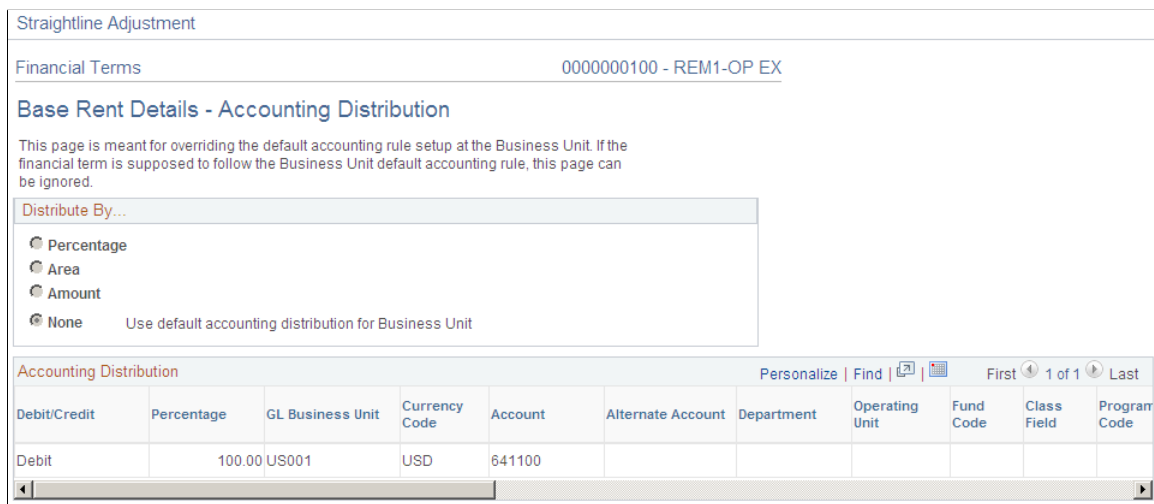 Straightline Adjustment
Financial Terms 0000000100 - REM1-OP EX
Base Rent Details - Accounting Distribution
This page is meant for overriding the default accounting rule setup at the Business Unit. If the
financial term is supposed to follow the Business Unit default accounting rule, this page can
be ignored.
Distribute By...
Percentage
Area
Amount
None Use default accounting distribution for Business Unit
Accounting Distribution Personalize | Find | | First 1 of 1 Last
Debit/Credit Percentage GL Business Unit Currency Code Account Alternate Account Department Operating Unit Fund Code Class Field Program Code
Debit 100.00 US001 USD 641100